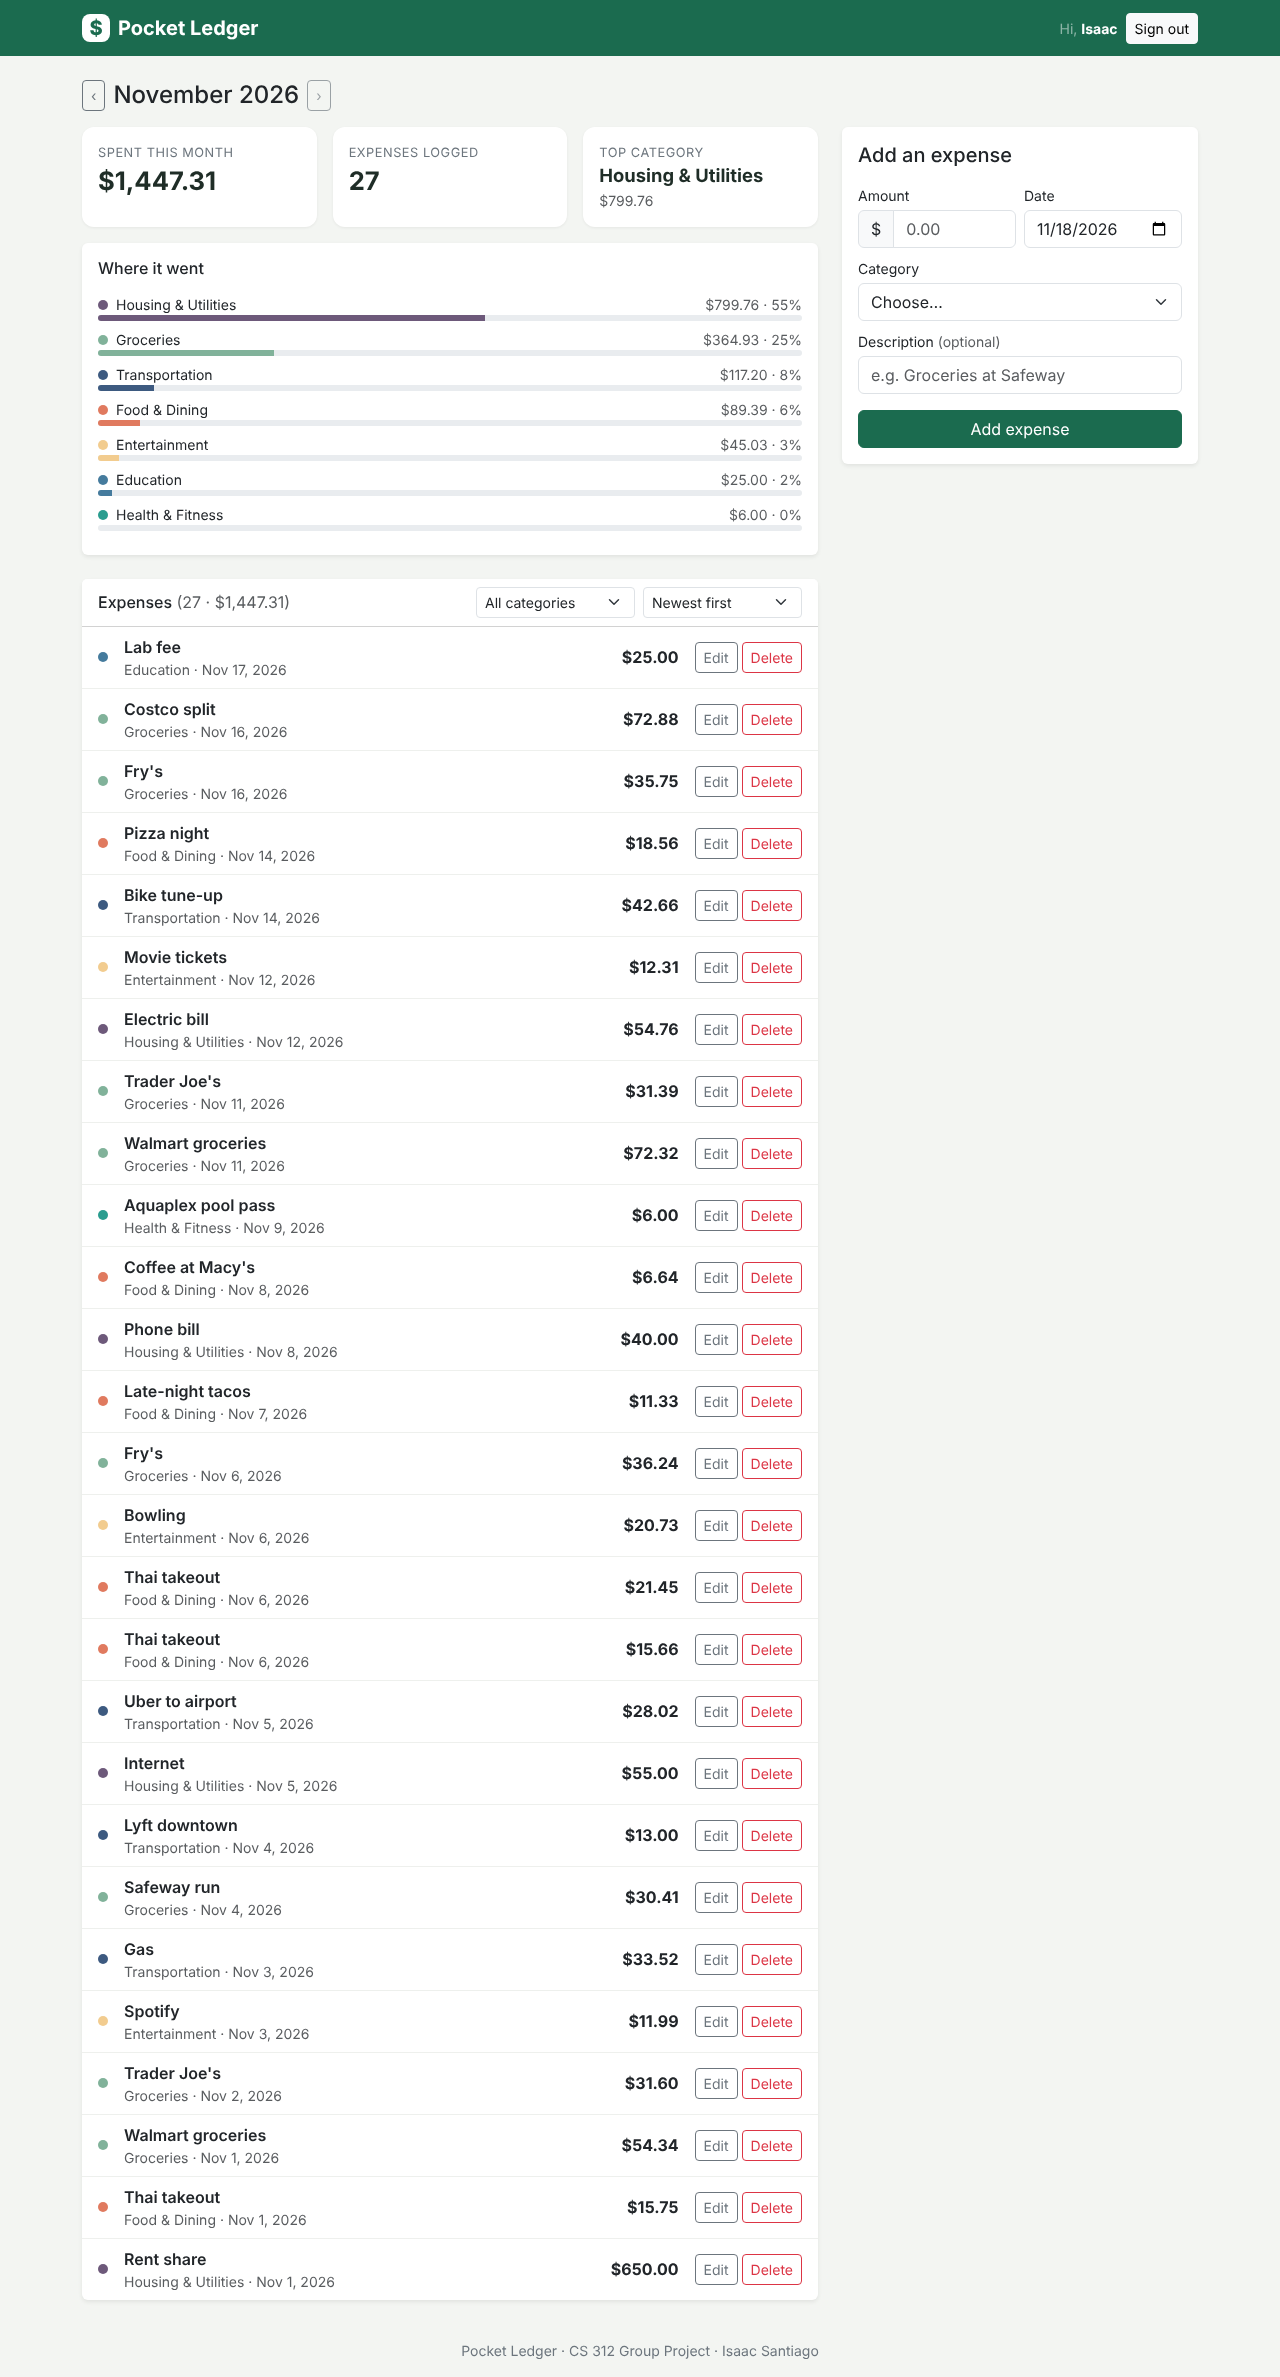 $ Pocket Ledger
Hi, Isaac Sign out
‹ November 2026 ›
SPENT THIS MONTH
$1,447.31
EXPENSES LOGGED
27
TOP CATEGORY
Housing & Utilities
$799.76
Where it went
Housing & Utilities $799.76 · 55%
Groceries $364.93 · 25%
Transportation $117.20 · 8%
Food & Dining $89.39 · 6%
Entertainment $45.03 · 3%
Education $25.00 · 2%
Health & Fitness $6.00 · 0%
Add an expense
Amount Date
$ 0.00 11/18/2026
Category
Choose...
Description (optional)
e.g. Groceries at Safeway
Add expense
Expenses (27 · $1,447.31) All categories Newest first
Lab fee
Education · Nov 17, 2026
$25.00 Edit Delete
Costco split
Groceries · Nov 16, 2026
$72.88 Edit Delete
Fry's
Groceries · Nov 16, 2026
$35.75 Edit Delete
Pizza night
Food & Dining · Nov 14, 2026
$18.56 Edit Delete
Bike tune-up
Transportation · Nov 14, 2026
$42.66 Edit Delete
Movie tickets
Entertainment · Nov 12, 2026
$12.31 Edit Delete
Electric bill
Housing & Utilities · Nov 12, 2026
$54.76 Edit Delete
Trader Joe's
Groceries · Nov 11, 2026
$31.39 Edit Delete
Walmart groceries
Groceries · Nov 11, 2026
$72.32 Edit Delete
Aquaplex pool pass
Health & Fitness · Nov 9, 2026
$6.00 Edit Delete
Coffee at Macy's
Food & Dining · Nov 8, 2026
$6.64 Edit Delete
Phone bill
Housing & Utilities · Nov 8, 2026
$40.00 Edit Delete
Late-night tacos
Food & Dining · Nov 7, 2026
$11.33 Edit Delete
Fry's
Groceries · Nov 6, 2026
$36.24 Edit Delete
Bowling
Entertainment · Nov 6, 2026
$20.73 Edit Delete
Thai takeout
Food & Dining · Nov 6, 2026
$21.45 Edit Delete
Thai takeout
Food & Dining · Nov 6, 2026
$15.66 Edit Delete
Uber to airport
Transportation · Nov 5, 2026
$28.02 Edit Delete
Internet
Housing & Utilities · Nov 5, 2026
$55.00 Edit Delete
Lyft downtown
Transportation · Nov 4, 2026
$13.00 Edit Delete
Safeway run
Groceries · Nov 4, 2026
$30.41 Edit Delete
Gas
Transportation · Nov 3, 2026
$33.52 Edit Delete
Spotify
Entertainment · Nov 3, 2026
$11.99 Edit Delete
Trader Joe's
Groceries · Nov 2, 2026
$31.60 Edit Delete
Walmart groceries
Groceries · Nov 1, 2026
$54.34 Edit Delete
Thai takeout
Food & Dining · Nov 1, 2026
$15.75 Edit Delete
Rent share
Housing & Utilities · Nov 1, 2026
$650.00 Edit Delete
Pocket Ledger · CS 312 Group Project · Isaac Santiago